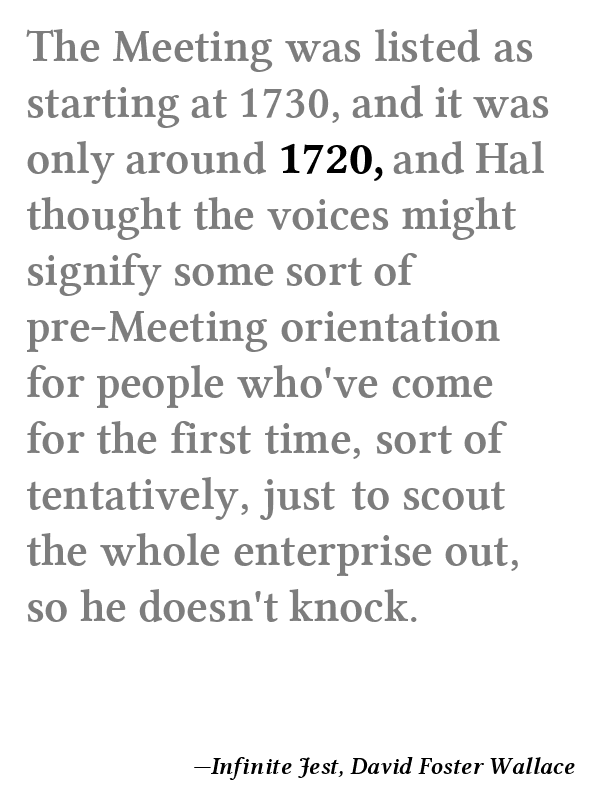 The Meeting was listed as
starting at 1730, and it was
only around 1720, and Hal
thought the voices might
signify some sort of
pre-Meeting orientation
for people who've come
for the first time, sort of
tentatively, just to scout
the whole enterprise out,
so he doesn't knock.
—Infinite Jest, David Foster Wallace